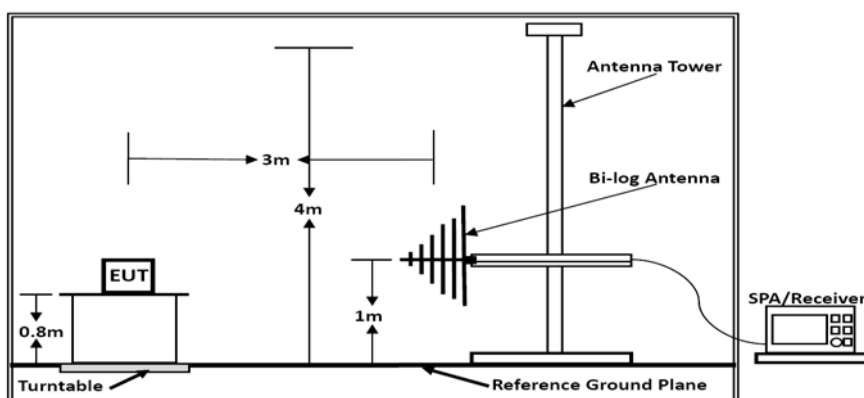 Antenna Tower
3m
Bi-log Antenna
4m
EUT
SPA/Receiver
0.8m
1m
Turntable
Reference Ground Plane